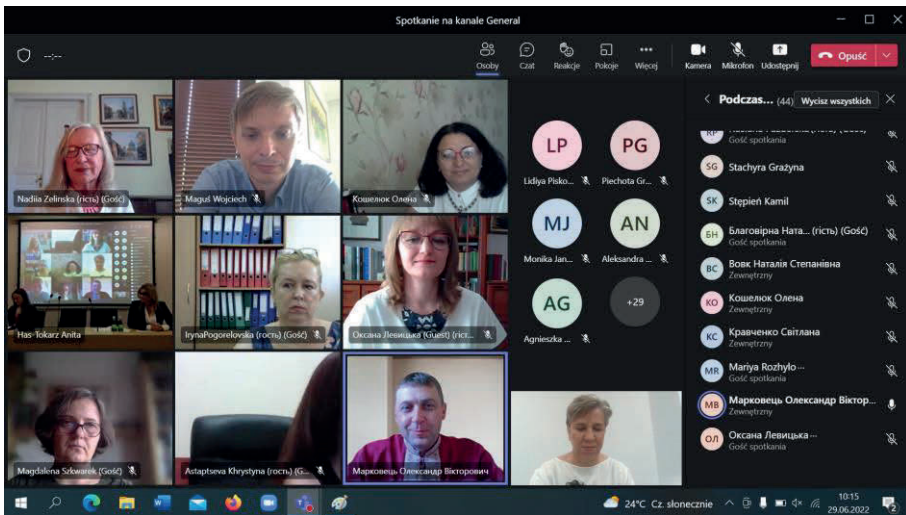 Spotkanie na kanale General
--:--
Osoby
Czat
Reakcje
Pokoje
Więcej
Kamera
Mikrofon
Udostępnij
Opuść
Nadiia Zelinska (гість) (Gość)
Maguś Wojciech
Кошелюк Олена
Has-Tokarz Anita
IrynaPogorelovska (гость) (Gość)
Оксана Левицька (Guest) (гіст...
Magdalena Szkwarek (Gość)
Astaptseva Khrystyna (гость) (G...
Марковець Олександр Вікторович
LP
Lidiya Pisko...
PG
Piechota Gr...
MJ
Monika Jan...
AN
Aleksandra ...
AG
Agnieszka ...
+29
Podczas... (44)
Wycisz wszystkich
RP
Gość spotkania
SG
Stachyra Grażyna
SK
Stępień Kamil
БН
Благовірна Ната... (гість) (Gość)
Gość spotkania
ВС
Вовк Наталія Степанівна
Zewnętrzny
КО
Кошелюк Олена
Zewnętrzny
КС
Кравченко Світлана
Zewnętrzny
MR
Mariya Rozhylo ...
Gość spotkania
МВ
Марковець Олександр Віктор...
Zewnętrzny
ОЛ
Оксана Левицька ...
Gość spotkania
24°C Cz. słonecznie
10:15
29.06.2022
2